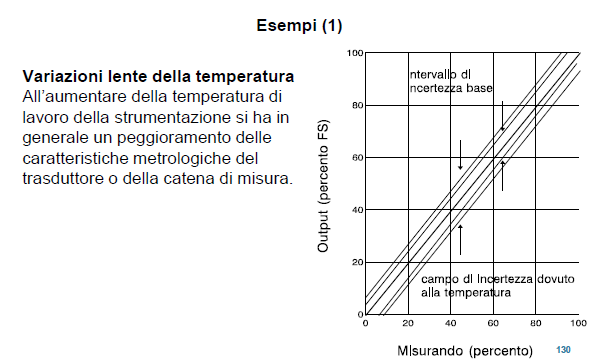 Esempi (1)
Variazioni lente della temperatura
All'aumentare della temperatura di
lavoro della strumentazione si ha in
generale un peggioramento delle
caratteristiche metrologiche del
trasduttore o della catena di misura.
100
80
60
40
20
0
Output (percento FS)
ntervallo dI
ncertezza base
campo dI Incertezza dovuto
alla temperatura
0 20 40 60 80 100
MIsurando (percento)
130